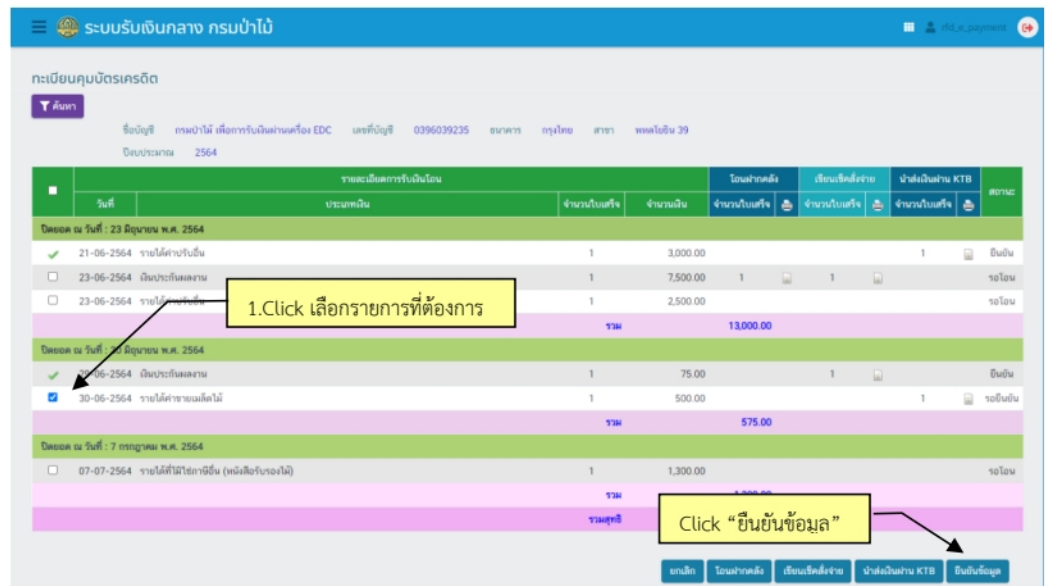 ระบบรับเงินกลาง กรมป่าไม้ rfd_e_payment
ทะเบียนคุมบัตรเครดิต
ค้นหา
ชื่อบัญชี กรมป่าไม้ เพื่อการรับเงินผ่านเครื่อง EDC เลขที่บัญชี 0396039235 ธนาคาร กรุงไทย สาขา พหลโยธิน 39
ปีงบประมาณ 2564
รายละเอียดการรับเงินโอน โอนฝากคลัง เขียนเช็คสั่งจ่าย นำส่งเงินผ่าน KTB สถานะ
วันที่ ประเภทเงิน จำนวนใบเสร็จ จำนวนเงิน จำนวนใบเสร็จ จำนวนใบเสร็จ จำนวนใบเสร็จ
ปิดยอด ณ วันที่ : 23 มิถุนายน พ.ศ. 2564
21-06-2564 รายได้ค่าปรับอื่น 1 3,000.00 1 ยืนยัน
23-06-2564 เงินประกันผลงาน 1 7,500.00 1 1 รอโอน
23-06-2564 รายได้ค่าปรับอื่น 1 2,500.00 รอโอน
1.Click เลือกรายการที่ต้องการ
รวม 13,000.00
ปิดยอด ณ วันที่ : 30 มิถุนายน พ.ศ. 2564
29-06-2564 เงินประกันผลงาน 1 75.00 1 ยืนยัน
30-06-2564 รายได้ค่าขายเมล็ดไม้ 1 500.00 1 รอยืนยัน
รวม 575.00
ปิดยอด ณ วันที่ : 7 กรกฎาคม พ.ศ. 2564
07-07-2564 รายได้ที่มิใช่ภาษีอื่น (หนังสือรับรองไม้) 1 1,300.00 รอโอน
รวม 1,300.00
รวมสุทธิ
Click “ยืนยันข้อมูล”
ยกเลิก โอนฝากคลัง เขียนเช็คสั่งจ่าย นำส่งเงินผ่าน KTB ยืนยันข้อมูล